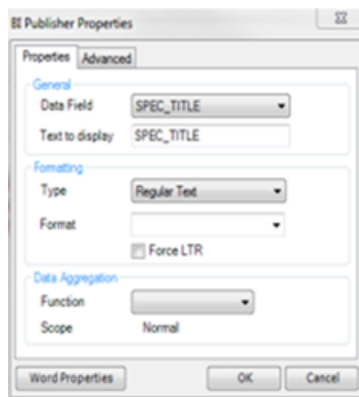 BI Publisher Properties
Properties Advanced
General
Data Field SPEC_TITLE
Text to display SPEC_TITLE
Formatting
Type Regular Text
Format
Force LTR
Data Aggregation
Function
Scope Normal
Word Properties OK Cancel